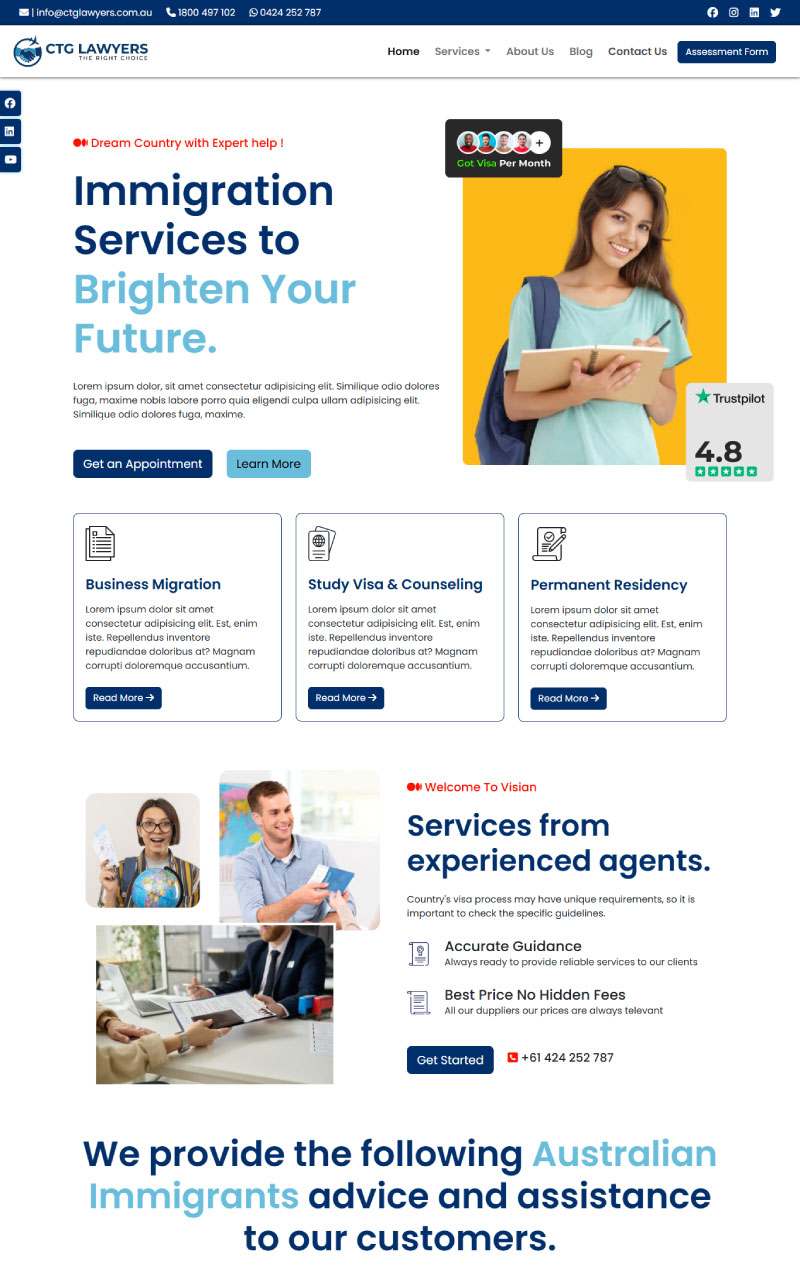 | info@ctglawyers.com.au 1800 497 102 0424 252 787
CTG LAWYERS
THE RIGHT CHOICE
Home Services About Us Blog Contact Us Assessment Form
Dream Country with Expert help !
Immigration
Services to
Brighten Your
Future.
Lorem ipsum dolor, sit amet consectetur adipisicing elit. Similique odio dolores
fuga, maxime nobis labore porro quia eligendi culpa ullam adipisicing elit.
Similique odio dolores fuga, maxime.
Get an Appointment Learn More
+
Got Visa Per Month
Trustpilot
4.8
Business Migration
Lorem ipsum dolor sit amet
consectetur adipisicing elit. Est, enim
iste. Repellendus inventore
repudiandae doloribus at? Magnam
corrupti doloremque accusantium.
Read More
Study Visa & Counseling
Lorem ipsum dolor sit amet
consectetur adipisicing elit. Est, enim
iste. Repellendus inventore
repudiandae doloribus at? Magnam
corrupti doloremque accusantium.
Read More
Permanent Residency
Lorem ipsum dolor sit amet
consectetur adipisicing elit. Est, enim
iste. Repellendus inventore
repudiandae doloribus at? Magnam
corrupti doloremque accusantium.
Read More
Welcome To Visian
Services from
experienced agents.
Country's visa process may have unique requirements, so it is
important to check the specific guidelines.
Accurate Guidance
Always ready to provide reliable services to our clients
Best Price No Hidden Fees
All our duppliers our prices are always televant
Get Started +61 424 252 787
We provide the following Australian
Immigrants advice and assistance
to our customers.